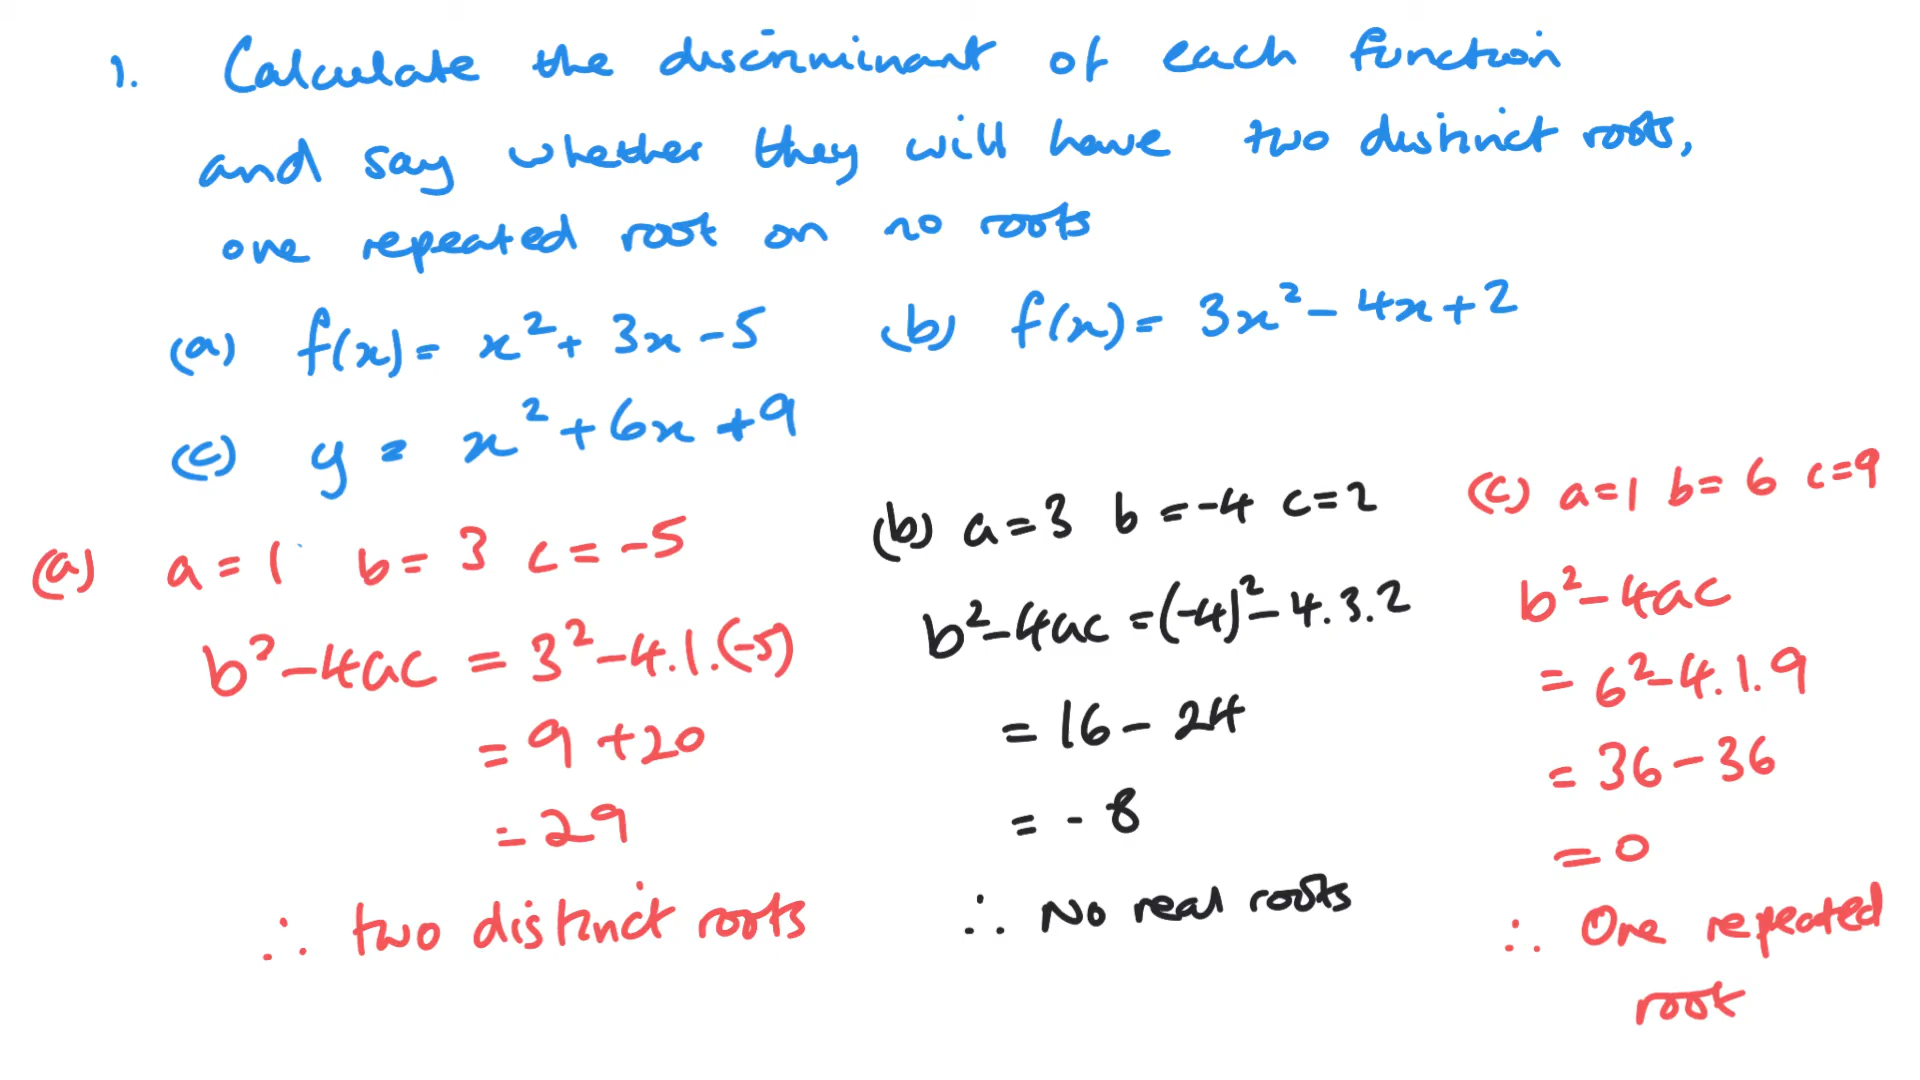 1. Calculate the discriminant of each function
and say whether they will have two distinct roots,
one repeated root or no roots
(a) f(x) = x² + 3x - 5 (b) f(x) = 3x² - 4x + 2
(c) y = x² + 6x + 9
(a) a = 1 b = 3 c = -5
b² - 4ac = 3² - 4.1.(-5)
= 9 + 20
= 29
∴ two distinct roots
(b) a = 3 b = -4 c = 2
b² - 4ac = (-4)² - 4.3.2
= 16 - 24
= - 8
∴ No real roots
(c) a = 1 b = 6 c = 9
b² - 4ac
= 6² - 4.1.9
= 36 - 36
= 0
∴ One repeated
root